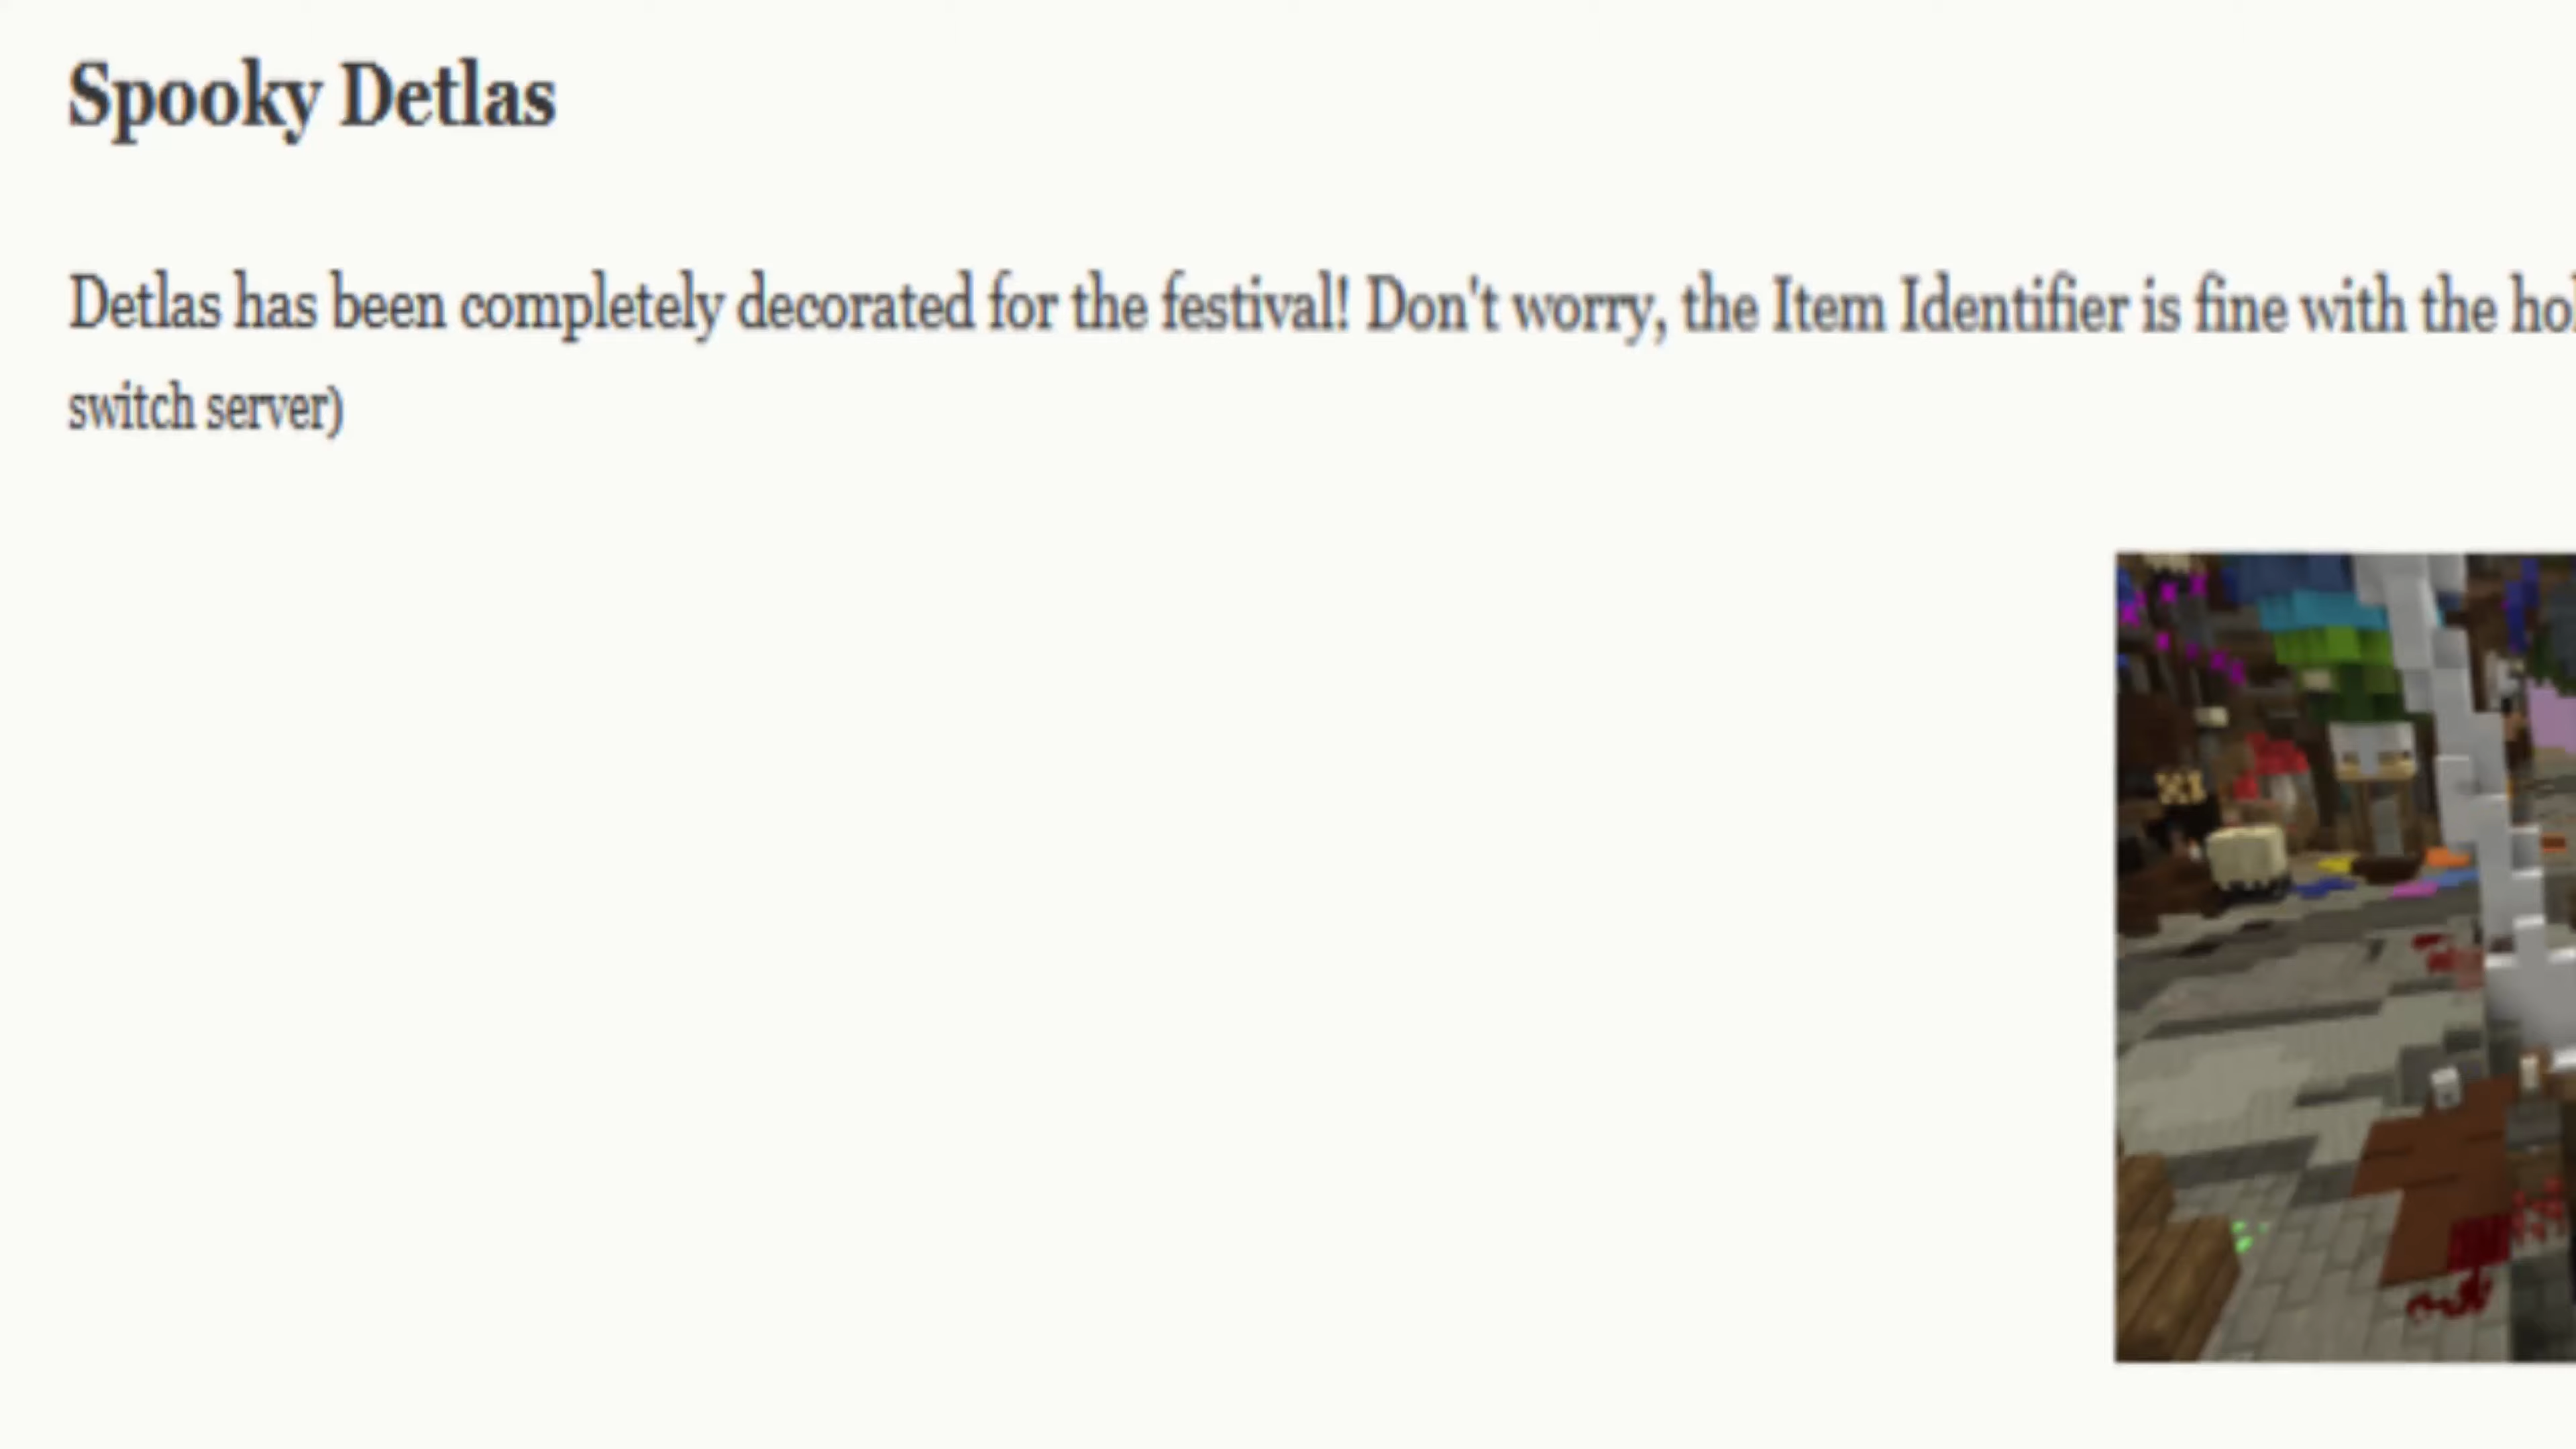 Spooky Detlas
Detlas has been completely decorated for the festival! Don't worry, the Item Identifier is fine with the
switch server)